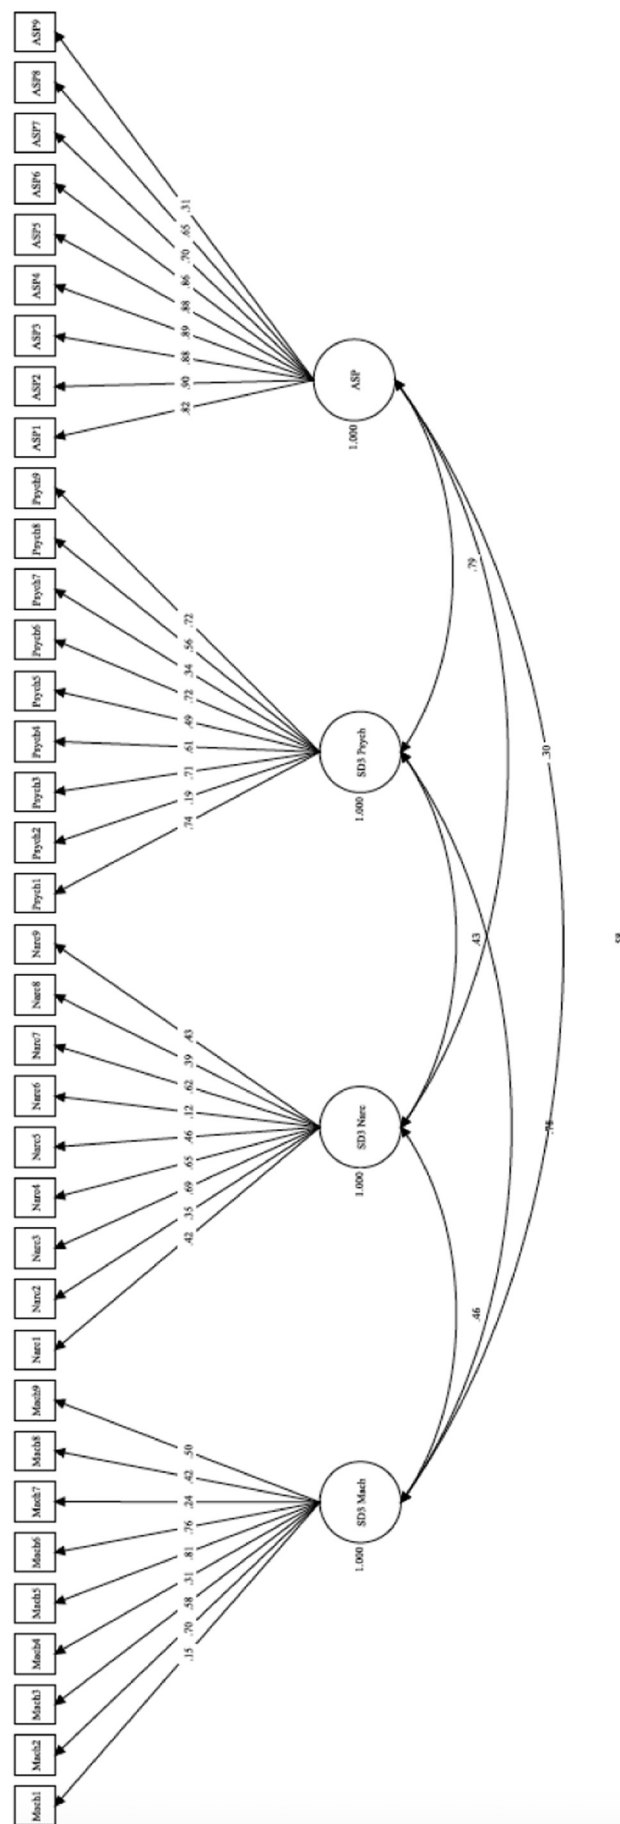 ASP9
ASP8
ASP7
ASP6
ASP5
ASP4
ASP3
ASP2
ASP1
Psych9
Psych8
Psych7
Psych6
Psych5
Psych4
Psych3
Psych2
Psych1
Narc9
Narc8
Narc7
Narc6
Narc5
Narc4
Narc3
Narc2
Narc1
Mach9
Mach8
Mach7
Mach6
Mach5
Mach4
Mach3
Mach2
Mach1
.31
.65
.70
.86
.88
.89
.88
.90
.82
.72
.56
.34
.72
.49
.61
.71
.19
.74
.43
.39
.62
.12
.46
.65
.69
.35
.42
.50
.42
.24
.76
.81
.31
.58
.70
.15
ASP
1.000
SD3 Psych
1.000
SD3 Narc
1.000
SD3 Mach
1.000
.79
.43
.46
.30
.75